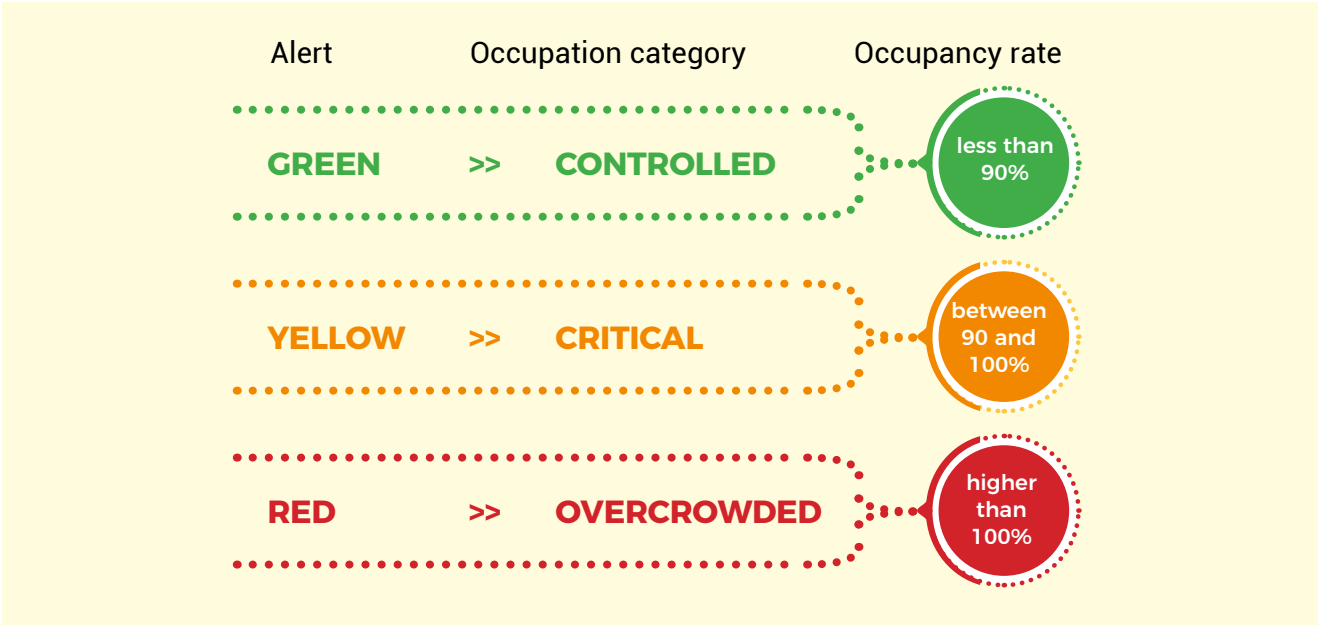 Alert Occupation category Occupancy rate
GREEN >> CONTROLLED less than
90%
YELLOW >> CRITICAL between
90 and
100%
RED >> OVERCROWDED higher
than
100%